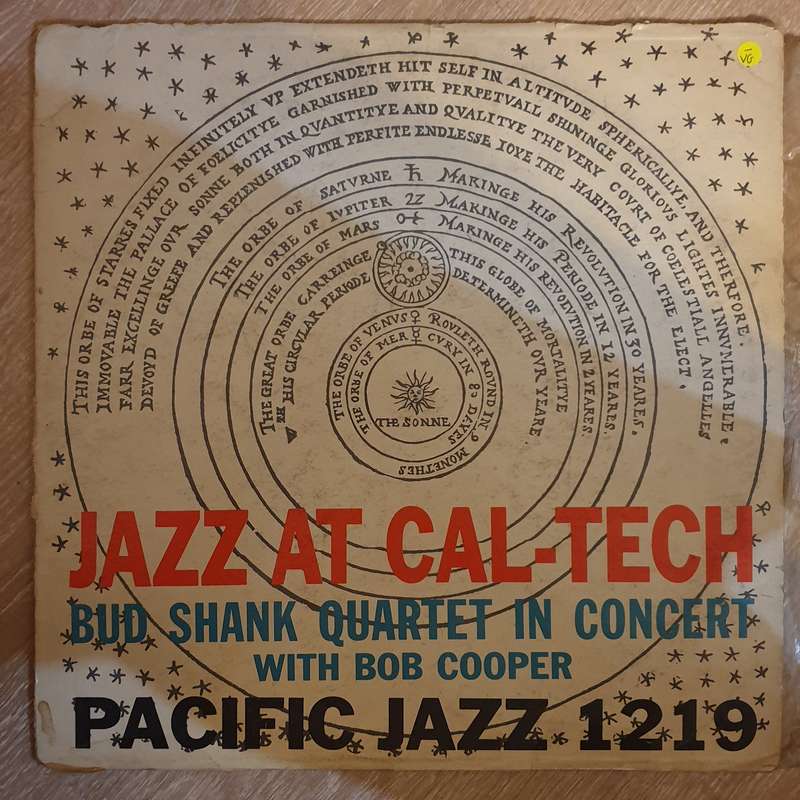 VG
THIS ORBE OF STARRES FIXED INFINITELY VP EXTENDETH HIT SELF IN ALTITVDE SPHERICALLYE, AND THERFORE.
IMMOVABLE THE PALLACE OF FOELICITYE GARNISHED WITH PERPETVALL SHININGE GLORIOVS LIGHTES INNVMERABLE.
FARR EXCELLINGE OVR SONNE BOTH IN QVANTITYE AND QVALITYE THE VERY COVRT OF COELESTIALL ANGELLES
DEVOYD OF GREEFE AND REPLENISHED WITH PERFITE ENDLESSE IOYE THE HABITACLE FOR THE ELECT.
THE ORBE OF SATVRNE ♄ MAKINGE HIS REVOLVTION IN 30 YEARES.
THE ORBE OF IVPITER ♃ MAKINGE HIS PERIODE IN 12 YEARES.
THE ORBE OF MARS ♂ MAKINGE HIS REVOLVTION IN 2 YEARES.
THE GREAT ORBE CARREINGE THIS GLOBE OF MORTALITYE
HIS CIRCVLAR PERIODE DETERMINETH OVR YEARE
THE ORBE OF VENVS ♀ ROVLETH ROVND IN 9 MONETHES
THE ORBE OF MERCVRY IN 80 DAYES
THE SONNE
JAZZ AT CAL-TECH
BUD SHANK QUARTET IN CONCERT
WITH BOB COOPER
PACIFIC JAZZ 1219